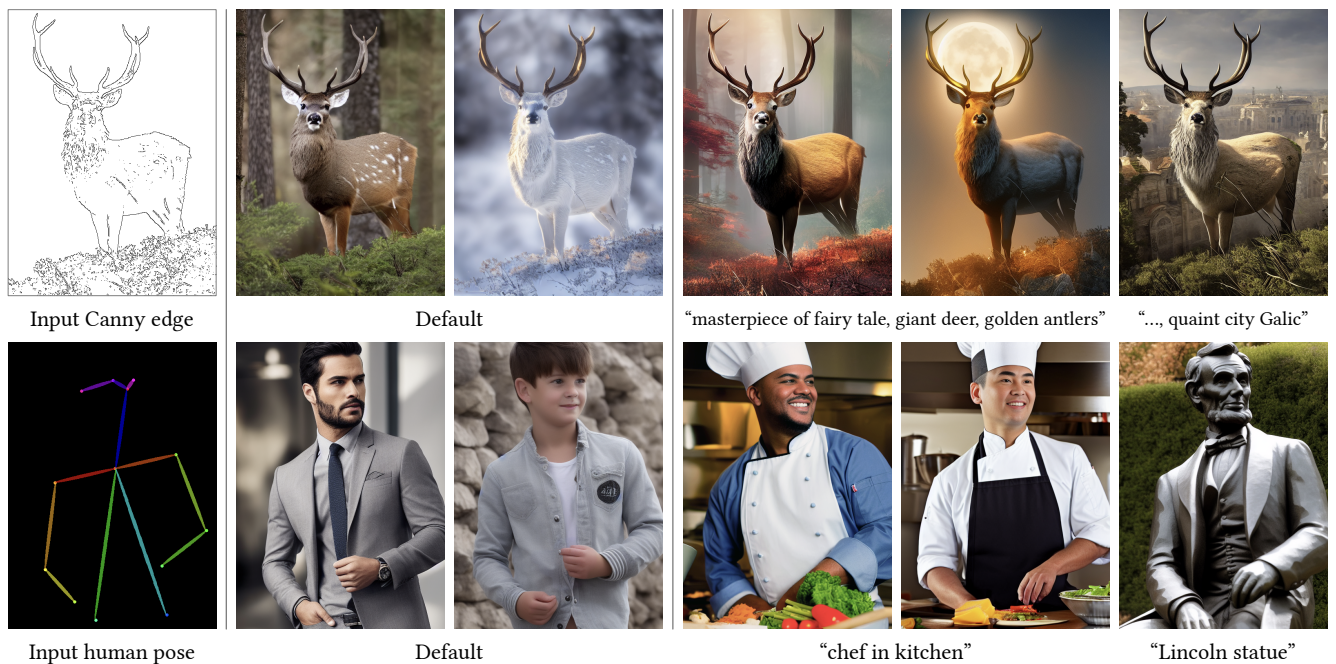 Input Canny edge
Default
“masterpiece of fairy tale, giant deer, golden antlers”
“…, quaint city Galic”
Input human pose
Default
“chef in kitchen”
“Lincoln statue”